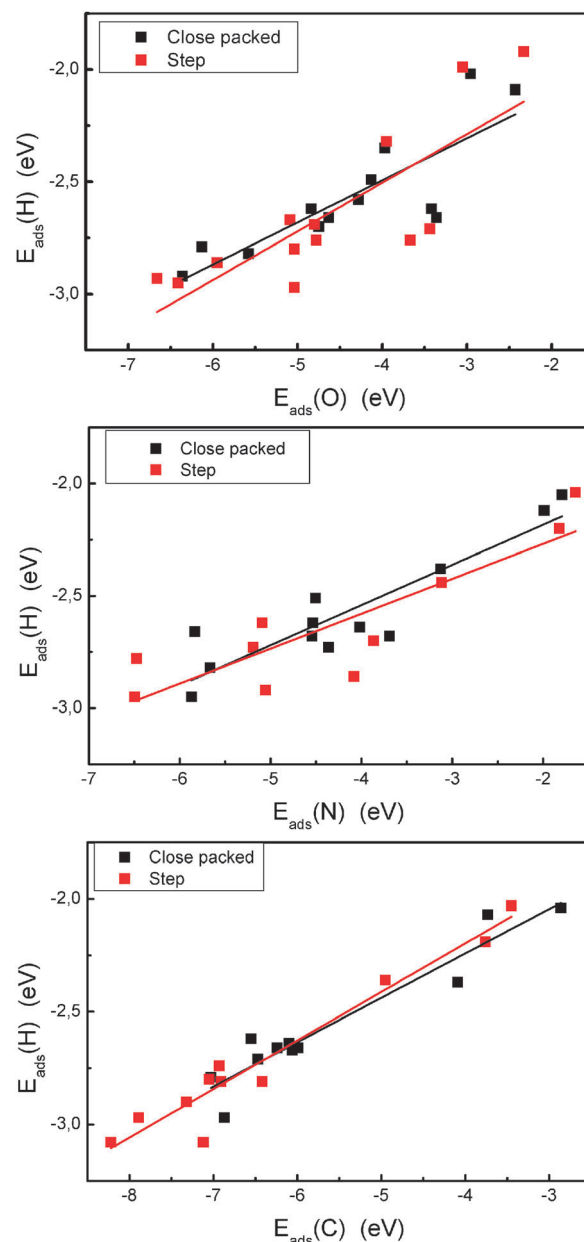 Close packed
Step
-2,0
-2,5
-3,0
E_ads(H) (eV)
-7 -6 -5 -4 -3 -2
E_ads(O) (eV)
Close packed
Step
-2,0
-2,5
-3,0
E_ads(H) (eV)
-7 -6 -5 -4 -3 -2
E_ads(N) (eV)
Close packed
Step
-2,0
-2,5
-3,0
E_ads(H) (eV)
-8 -7 -6 -5 -4 -3
E_ads(C) (eV)